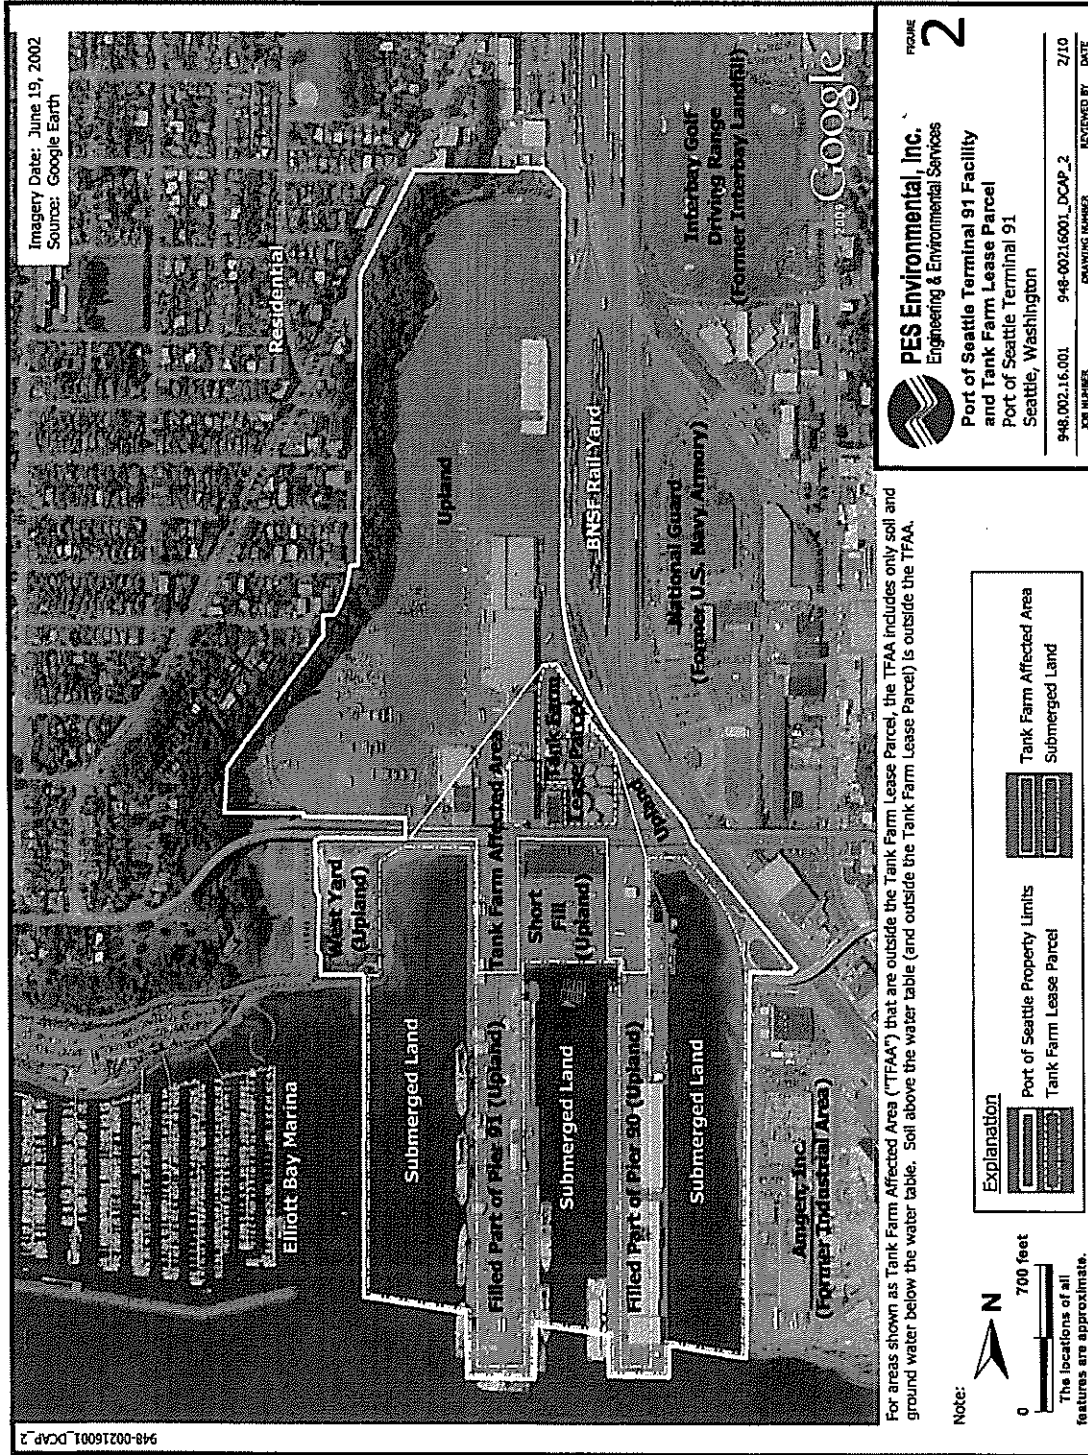 948-00216001_DCAP_2
Imagery Date: June 19, 2002
Source: Google Earth
Residential
Elliott Bay Marina
West Yard
(Upland)
Upland
Submerged Land
Tank Farm Affected Area
Filled Part of Pier 91 (Upland)
Short
Fill
(Upland)
Tank Farm
Lease Parcel
Submerged Land
Upland
BNSF Rail Yard
Filled Part of Pier 90 (Upland)
Submerged Land
National Guard
(Former U.S. Navy Armory)
Interbay Golf
Driving Range
(Former Interbay Landfill)
Amgen, Inc.
(Former Industrial Area)
Google
For areas shown as Tank Farm Affected Area ("TFAA") that are outside the Tank Farm Lease Parcel, the TFAA includes only soil and
ground water below the water table. Soil above the water table (and outside the Tank Farm Lease Parcel) is outside the TFAA.
Note:
N
0 700 feet
The locations of all
features are approximate.
Explanation
Port of Seattle Property Limits
Tank Farm Lease Parcel
Tank Farm Affected Area
Submerged Land
PES Environmental, Inc.
Engineering & Environmental Services
FIGURE
2
Port of Seattle Terminal 91 Facility
and Tank Farm Lease Parcel
Port of Seattle Terminal 91
Seattle, Washington
948.002.16.001 948-00216001_DCAP_2 2/10
JOB NUMBER DRAWING NUMBER REVIEWED BY DATE